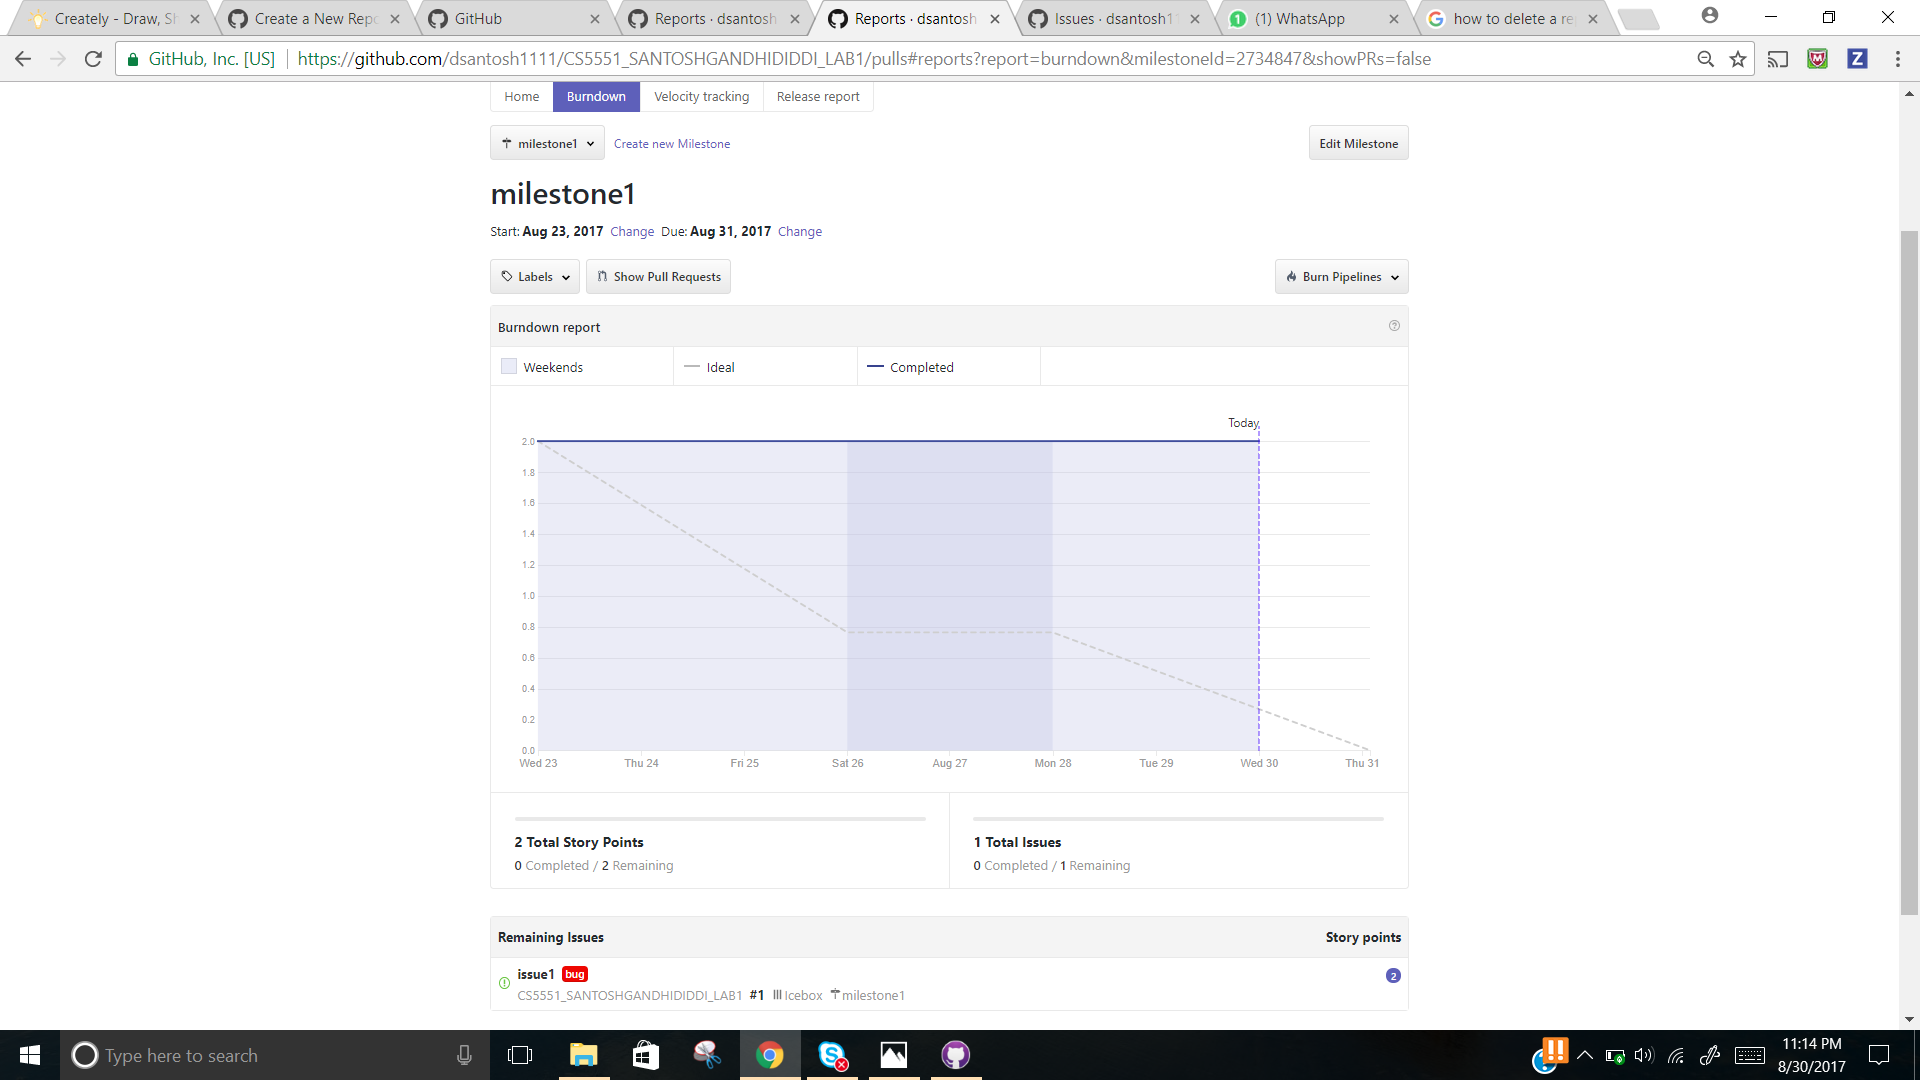 Creately - Draw, Sh
Create a New Repo
GitHub
Reports · dsantosh
Reports · dsantosh
Issues · dsantosh11
(1) WhatsApp
how to delete a re
GitHub, Inc. [US] https://github.com/dsantosh1111/CS5551_SANTOSHGANDHIDIDDI_LAB1/pulls#reports?report=burndown&milestoneId=2734847&showPRs=false
Home Burndown Velocity tracking Release report
milestone1 Create new Milestone Edit Milestone
milestone1
Start: Aug 23, 2017 Change Due: Aug 31, 2017 Change
Labels Show Pull Requests Burn Pipelines
Burndown report
Weekends Ideal Completed
Today
2.0
1.8
1.6
1.4
1.2
1.0
0.8
0.6
0.4
0.2
0.0
Wed 23 Thu 24 Fri 25 Sat 26 Aug 27 Mon 28 Tue 29 Wed 30 Thu 31
2 Total Story Points
0 Completed / 2 Remaining
1 Total Issues
0 Completed / 1 Remaining
Remaining Issues Story points
issue1 bug 2
CS5551_SANTOSHGANDHIDIDDI_LAB1 #1 Icebox milestone1
Type here to search
11:14 PM
8/30/2017